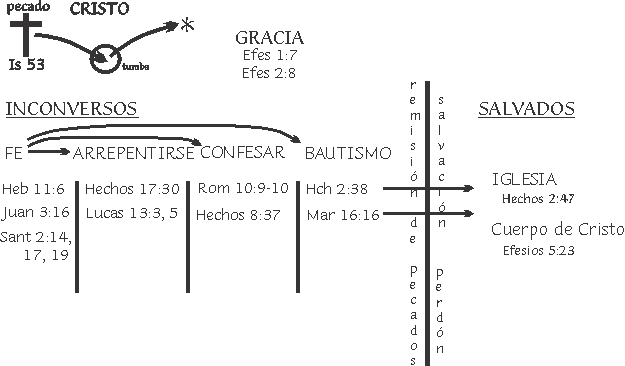 pecado CRISTO
Is 53
tumba
GRACIA
Efes 1:7
Efes 2:8
INCONVERSOS
SALVADOS
FE ARREPENTIRSE CONFESAR BAUTISMO
Heb 11:6 Hechos 17:30 Rom 10:9-10 Hch 2:38
Juan 3:16 Lucas 13:3, 5 Hechos 8:37 Mar 16:16
Sant 2:14,
17, 19
remisión de pecados
salvación perdón
IGLESIA
Hechos 2:47
Cuerpo de Cristo
Efesios 5:23